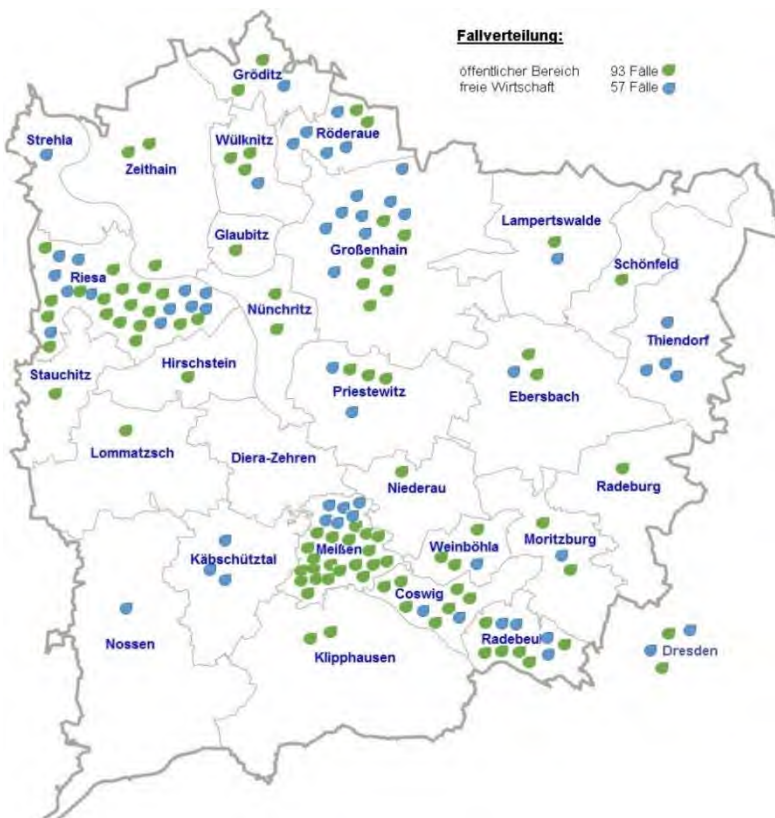 Fallverteilung:
öffentlicher Bereich 93 Fälle
freie Wirtschaft 57 Fälle
Gröditz
Strehla
Wülknitz
Röderaue
Zeithain
Lampertswalde
Glaubitz
Großenhain
Schönfeld
Riesa
Nünchritz
Thiendorf
Hirschstein
Stauchitz
Priestewitz
Ebersbach
Lommatzsch
Diera-Zehren
Niederau
Radeburg
Käbschütztal
Meißen
Weinböhla
Moritzburg
Coswig
Nossen
Radebeul
Klipphausen
Dresden